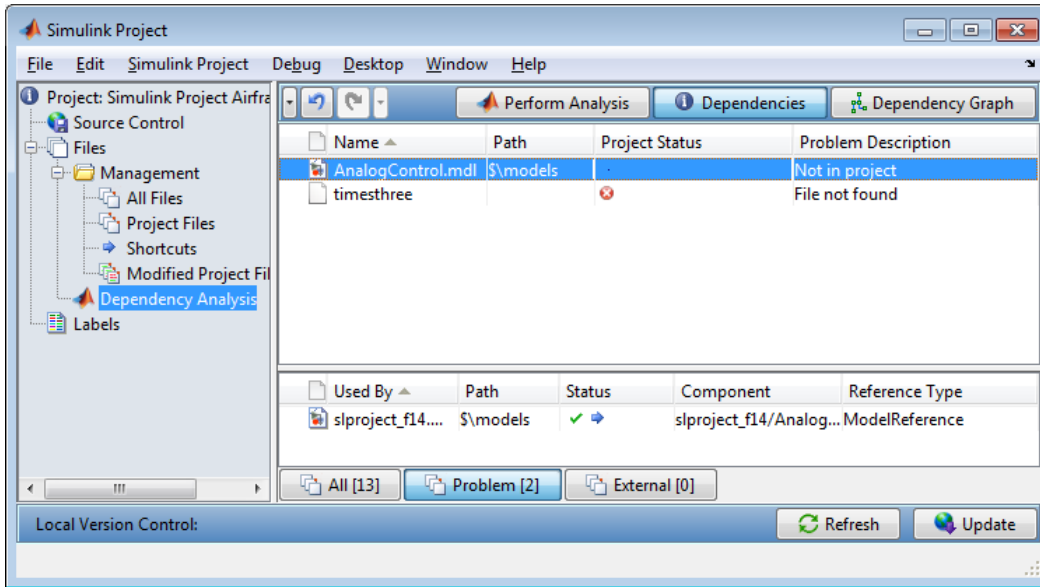 Simulink Project
File Edit Simulink Project Debug Desktop Window Help
Project: Simulink Project Airfra
Source Control
Files
Management
All Files
Project Files
Shortcuts
Modified Project Fil
Dependency Analysis
Labels
Perform Analysis Dependencies Dependency Graph
Name Path Project Status Problem Description
AnalogControl.mdl $\models Not in project
timesthree File not found
Used By Path Status Component Reference Type
slproject_f14.... $\models slproject_f14/Analog... ModelReference
All [13] Problem [2] External [0]
Local Version Control: Refresh Update